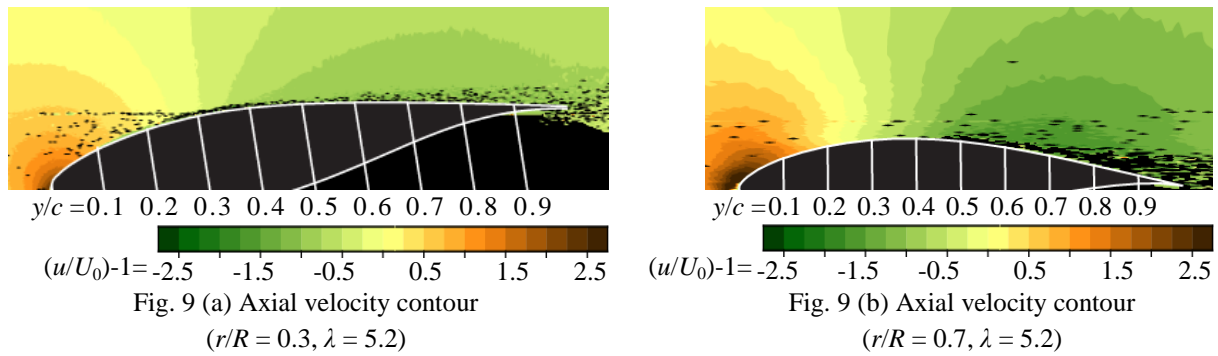 y/c = 0.1 0.2 0.3 0.4 0.5 0.6 0.7 0.8 0.9
(u/U0)-1= -2.5 -1.5 -0.5 0.5 1.5 2.5
Fig. 9 (a) Axial velocity contour
(r/R = 0.3, λ = 5.2)
y/c = 0.1 0.2 0.3 0.4 0.5 0.6 0.7 0.8 0.9
(u/U0)-1= -2.5 -1.5 -0.5 0.5 1.5 2.5
Fig. 9 (b) Axial velocity contour
(r/R = 0.7, λ = 5.2)